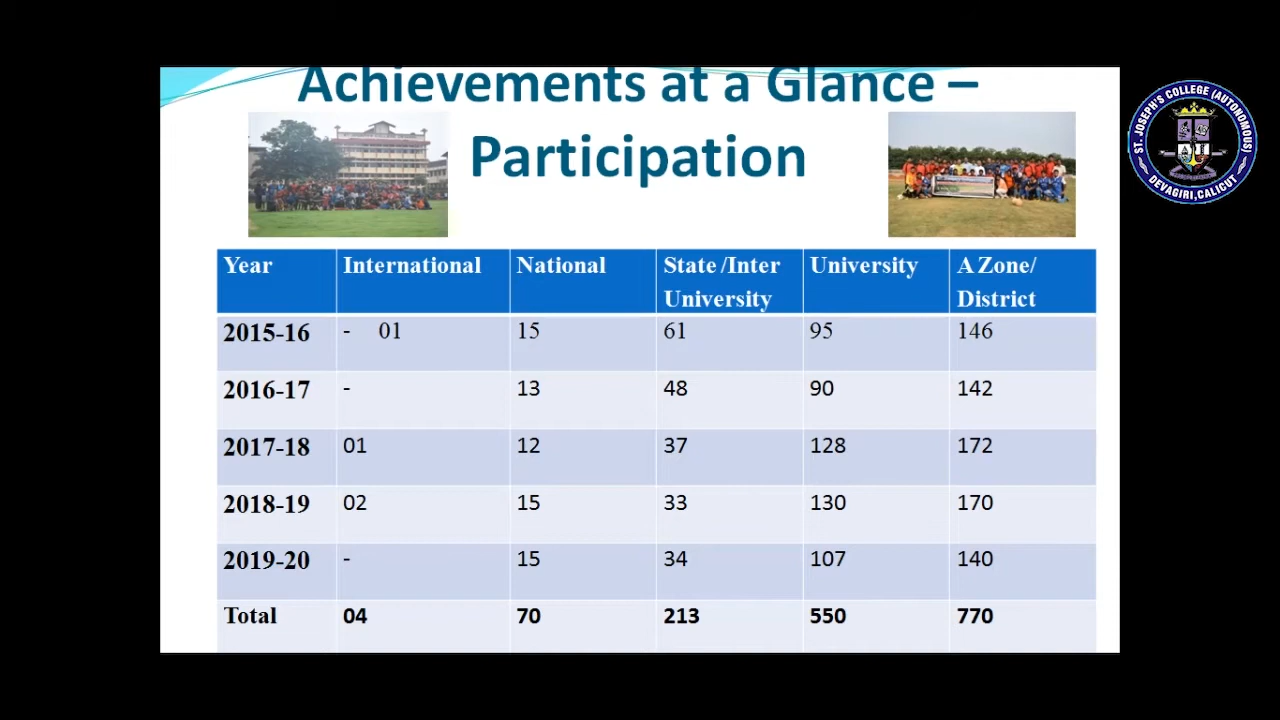 Achievements at a Glance –
Participation
ST. JOSEPH'S COLLEGE (AUTONOMOUS)
DEVAGIRI, CALICUT
Year International National State /Inter University University A Zone/ District
2015-16 - 01 15 61 95 146
2016-17 - 13 48 90 142
2017-18 01 12 37 128 172
2018-19 02 15 33 130 170
2019-20 - 15 34 107 140
Total 04 70 213 550 770